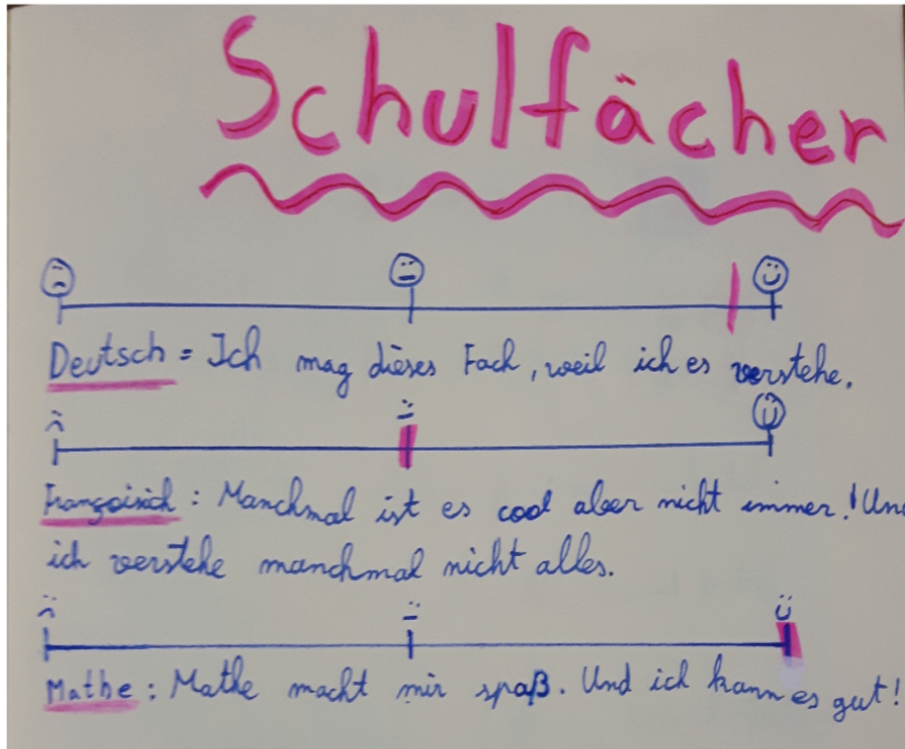 Schulfächer
Deutsch = Ich mag dieses Fach, weil ich es verstehe.
Französisich : Manchmal ist es cool aber nicht immer! Und
ich verstehe manchmal nicht alles.
Mathe : Mathe macht mir spaß. Und ich kann es gut!